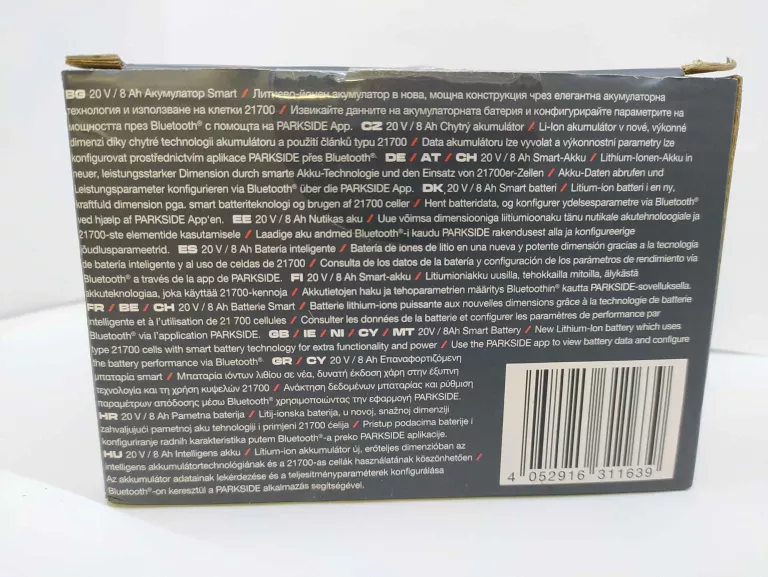 BG 20 V / 8 Ah Акумулатор Smart / Литиево-йонен акумулатор в нова, мощна конструкция чрез елегантна акумулаторна
технология и използване на клетки 21700 / Извикайте данните на акумулаторната батерия и конфигурирайте параметрите на
мощността през Bluetooth® с помощта на PARKSIDE App. CZ 20 V / 8 Ah Chytrý akumulátor / Li-Ion akumulátor v nové, výkonné
dimenzi díky chytré technologii akumulátoru a použití článků typu 21700 / Data akumulátoru lze vyvolat a výkonnostní parametry lze
konfigurovat prostřednictvím aplikace PARKSIDE přes Bluetooth®. DE / AT / CH 20 V / 8 Ah Smart-Akku / Lithium-Ionen-Akku in
neuer, leistungsstarker Dimension durch smarte Akku-Technologie und den Einsatz von 21700er-Zellen / Akku-Daten abrufen und
Leistungsparameter konfigurieren via Bluetooth® über die PARKSIDE App. DK 20 V / 8 Ah Smart batteri / Litium-ion batteri i en ny,
kraftfuld dimension pga. smart batteriteknologi og brugen af 21700 celler / Hent batteridata, og konfigurer ydelsesparametre via Bluetooth®
ved hjælp af PARKSIDE App'en. EE 20 V / 8 Ah Nutikas aku / Uue võimsa dimensiooniga liitiumioonaku tänu nutikale akutehnoloogiale ja
21700-ste elementide kasutamisele / Laadige aku andmed Bluetooth®-i kaudu PARKSIDE rakendusest alla ja konfigureerige
jõudlusparameetrid. ES 20 V / 8 Ah Batería inteligente / Batería de iones de litio en una nueva y potente dimensión gracias a la tecnología
de batería inteligente y al uso de celdas de 21700 / Consulta de los datos de la batería y configuración de los parámetros de rendimiento vía
Bluetooth® a través de la app de PARKSIDE. FI 20 V / 8 Ah Smart-akku / Litiumioniakku uusilla, tehokkailla mitoilla, älykästä
akkuteknologiaa, joka käyttää 21700-kennoja / Akkutietojen haku ja tehoparametrien määritys Bluetoothin® kautta PARKSIDE-sovelluksella.
FR / BE / CH 20 V / 8 Ah Batterie Smart / Batterie lithium-ions puissante aux nouvelles dimensions grâce à la technologie de batterie
intelligente et à l'utilisation de 21 700 cellules / Consulter les données de la batterie et configurer les paramètres de performance par
Bluetooth® via l'application PARKSIDE. GB / IE / NI / CY / MT 20V / 8Ah Smart Battery / New Lithium-Ion battery which uses
type 21700 cells with smart battery technology for extra functionality and power / Use the PARKSIDE app to view battery data and configure
the battery performance via Bluetooth® GR / CY 20 V / 8 Ah Επαναφορτιζόμενη
μπαταρία smart / Μπαταρία ιόντων λιθίου σε νέα, δυνατή έκδοση χάρη στην έξυπνη
τεχνολογία και τη χρήση κυψελών 21700 / Ανάκτηση δεδομένων μπαταρίας και ρύθμιση
παραμέτρων απόδοσης μέσω Bluetooth® χρησιμοποιώντας την εφαρμογή PARKSIDE.
HR 20 V / 8 Ah Pametna baterija / Litij-ionska baterija, u novoj, snažnoj dimenziji
zahvaljujući pametnoj aku tehnologiji i primjeni 21700 ćelija / Pristup podacima baterije i
konfiguriranje radnih karakteristika putem Bluetooth®-a preko PARKSIDE aplikacije.
HU 20 V / 8 Ah Intelligens akku / Lítium-ion akkumulátor új, erőteljes dimenzióban az
intelligens akkumulátortechnológiának és a 21700-as cellák használatának köszönhetően /
Az akkumulátor adatainak lekérdezése és a teljesítményparaméterek konfigurálása
Bluetooth®-on keresztül a PARKSIDE alkalmazás segítségével.
4 052916 311639